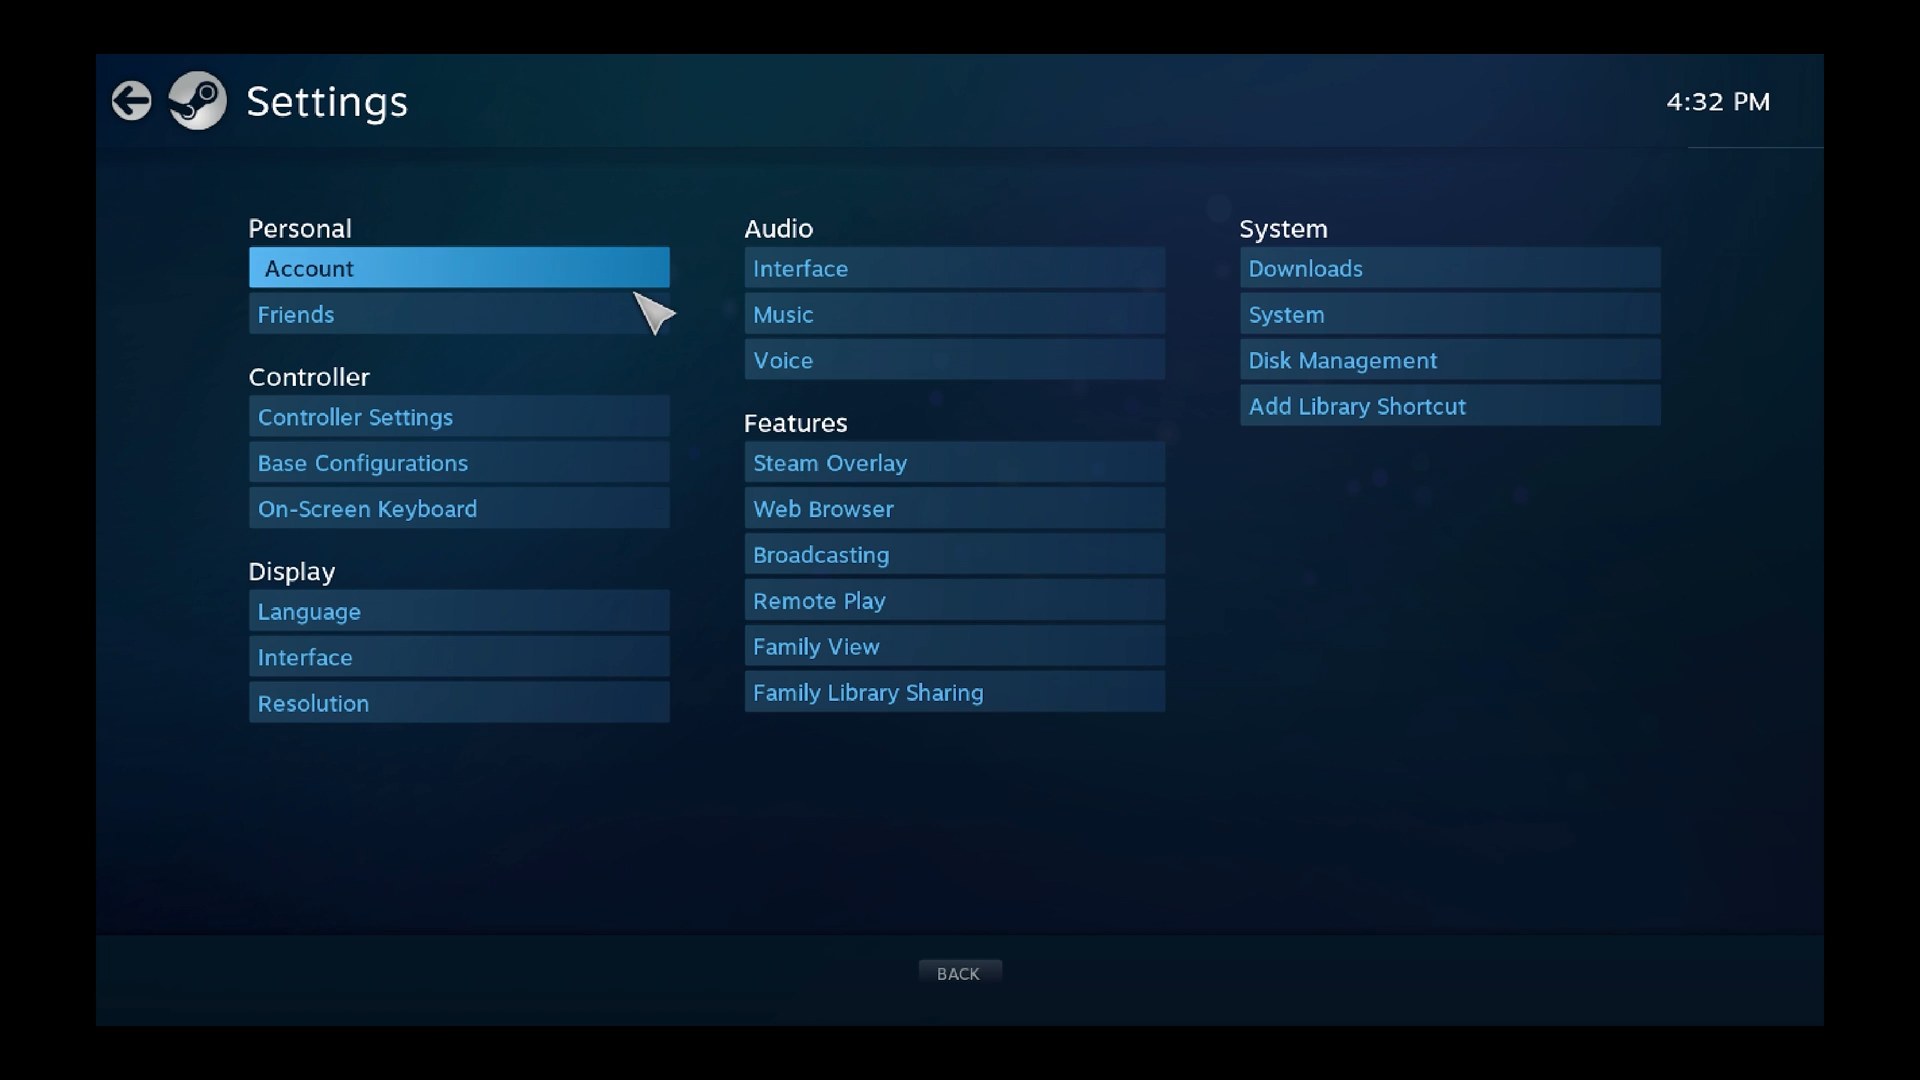 Settings
4:32 PM
Personal
Account
Friends
Controller
Controller Settings
Base Configurations
On-Screen Keyboard
Display
Language
Interface
Resolution
Audio
Interface
Music
Voice
Features
Steam Overlay
Web Browser
Broadcasting
Remote Play
Family View
Family Library Sharing
System
Downloads
System
Disk Management
Add Library Shortcut
BACK